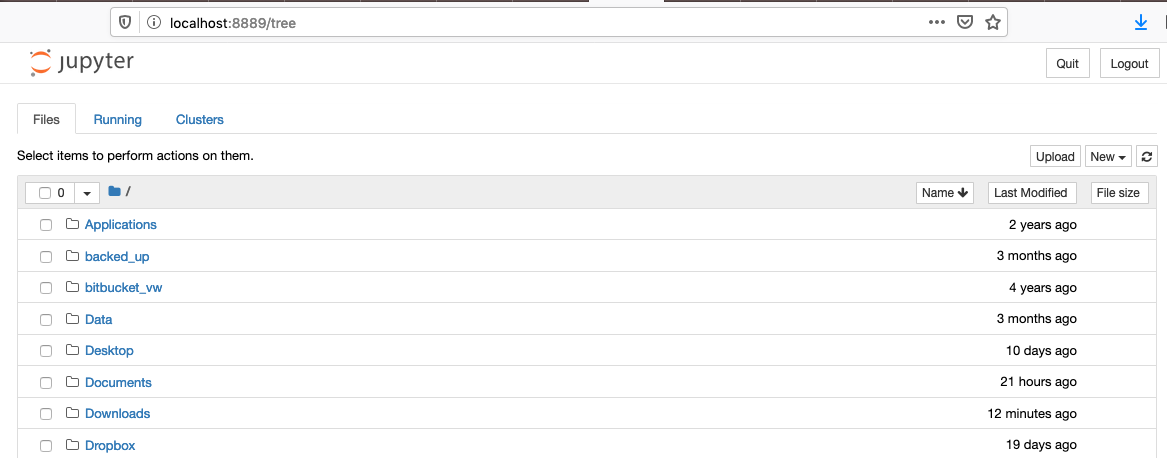 localhost:8889/tree
jupyter
Quit
Logout
Files
Running
Clusters
Select items to perform actions on them.
Upload
New
0
/
Name
Last Modified
File size
Applications
2 years ago
backed_up
3 months ago
bitbucket_vw
4 years ago
Data
3 months ago
Desktop
10 days ago
Documents
21 hours ago
Downloads
12 minutes ago
Dropbox
19 days ago